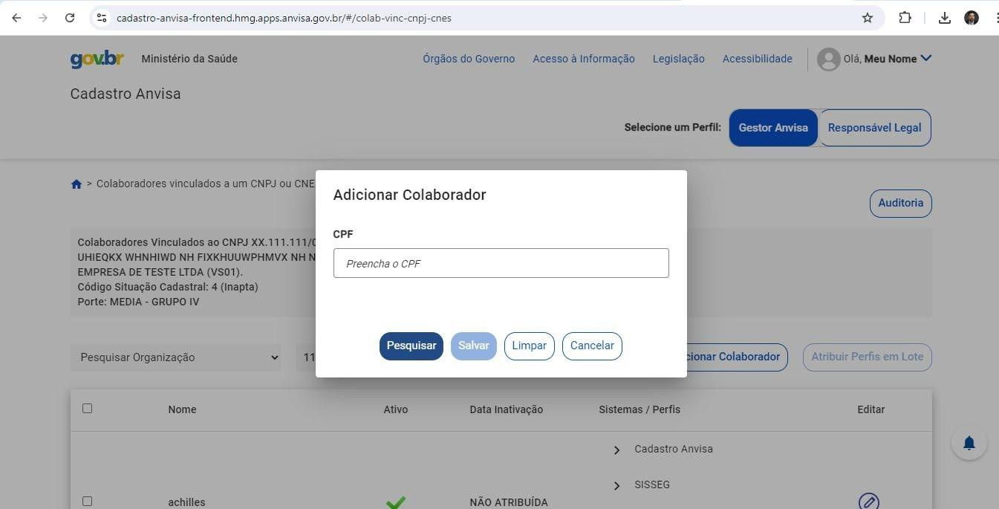 cadastro-anvisa-frontend.hmg.apps.anvisa.gov.br/#/colab-vinc-cnpj-cnes
gov.br Ministério da Saúde Órgãos do Governo Acesso à Informação Legislação Acessibilidade Olá, Meu Nome
Cadastro Anvisa
Selecione um Perfil: Gestor Anvisa Responsável Legal
> Colaboradores vinculados a um CNPJ ou CNE
Auditoria
Adicionar Colaborador
CPF
Preencha o CPF
Pesquisar Salvar Limpar Cancelar
Colaboradores Vinculados ao CNPJ XX.111.111/0
UHIEQKX WHNHIWD NH FIXKHUUWPHMVX NH N
EMPRESA DE TESTE LTDA (VS01).
Código Situação Cadastral: 4 (Inapta)
Porte: MEDIA - GRUPO IV
Pesquisar Organização 11 cionar Colaborador Atribuir Perfis em Lote
Nome Ativo Data Inativação Sistemas / Perfis Editar
Cadastro Anvisa
SISSEG
achilles NÃO ATRIBUÍDA